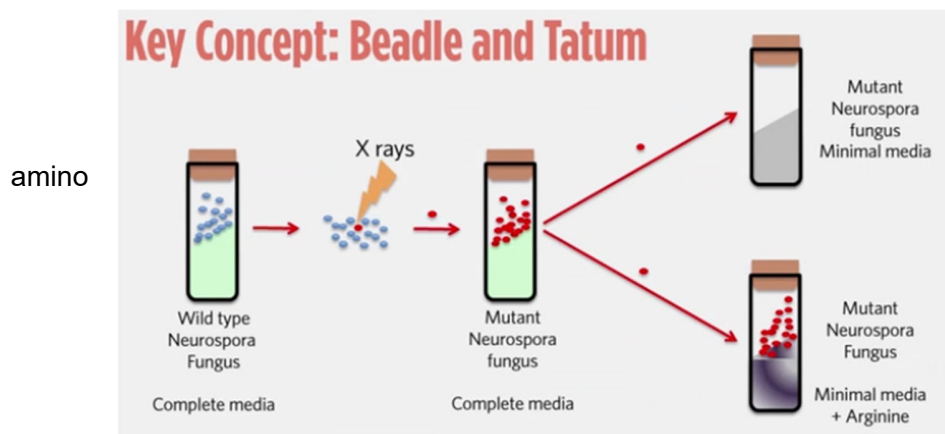 Key Concept: Beadle and Tatum
amino
X rays
Wild type
Neurospora
Fungus
Complete media
Mutant
Neurospora
fungus
Complete media
Mutant
Neurospora
fungus
Minimal media
Mutant
Neurospora
Fungus
Minimal media
+ Arginine